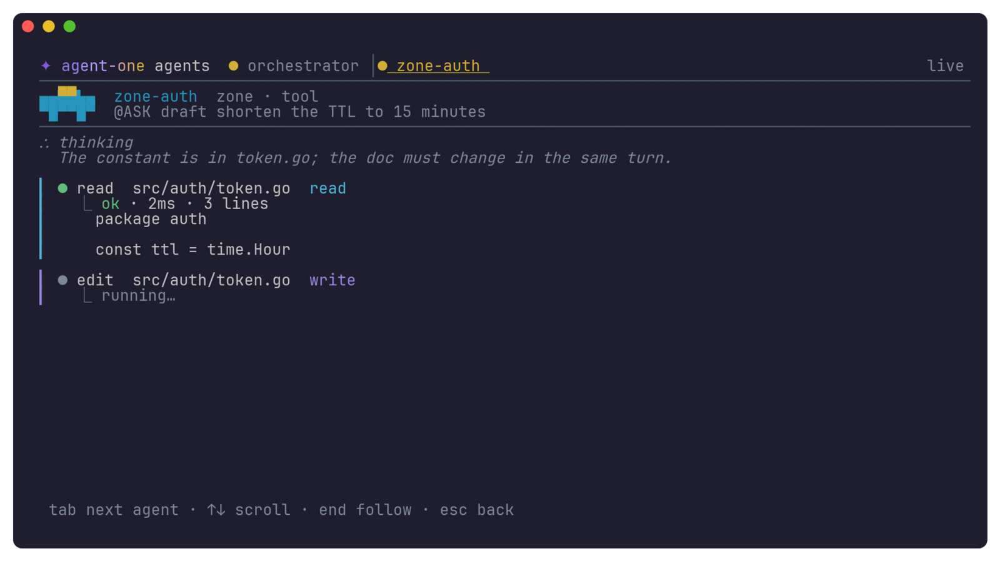 ✦ agent-one agents ● orchestrator │● zone-auth live
zone-auth zone · tool
@ASK draft shorten the TTL to 15 minutes
∴ thinking
The constant is in token.go; the doc must change in the same turn.
● read src/auth/token.go read
⎿ ok · 2ms · 3 lines
package auth
const ttl = time.Hour
● edit src/auth/token.go write
⎿ running…
tab next agent · ↑↓ scroll · end follow · esc back